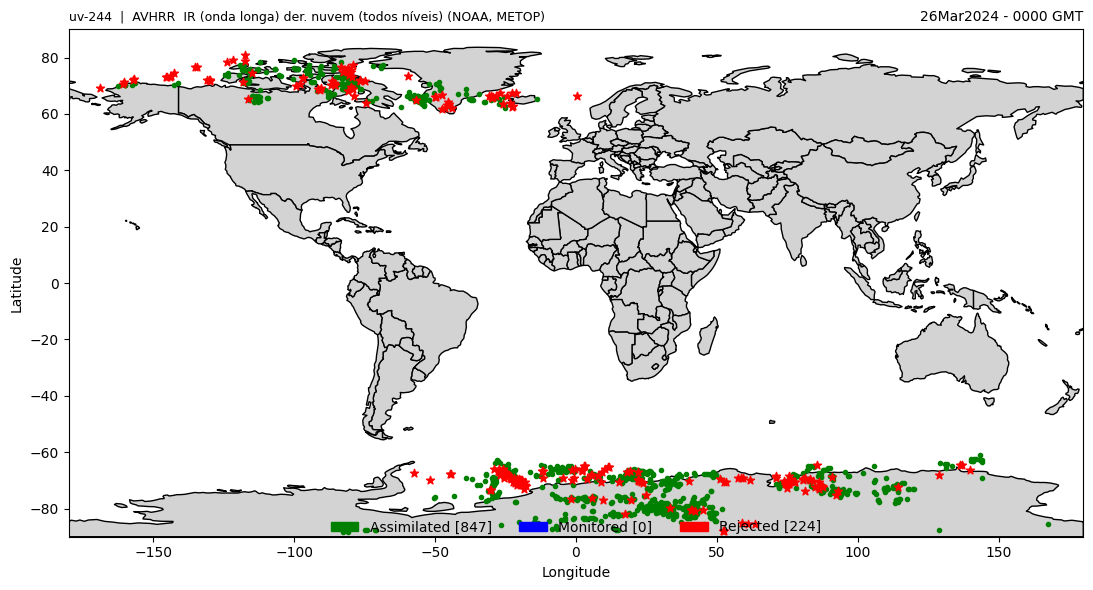 uv-244 | AVHRR IR (onda longa) der. nuvem (todos níveis) (NOAA, METOP)
26Mar2024 - 0000 GMT
80
60
40
20
0
−20
−40
−60
−80
Latitude
Assimilated [847] Monitored [0] Rejected [224]
−150 −100 −50 0 50 100 150
Longitude